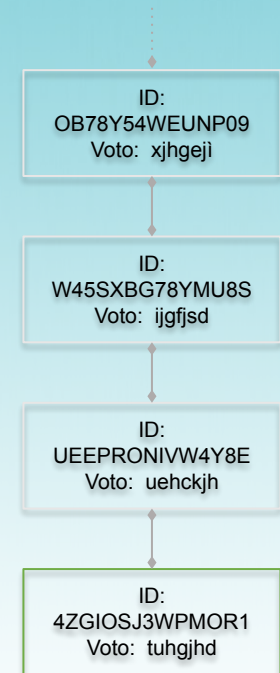 ID:
OB78Y54WEUNP09
Voto: xjhgejì
ID:
W45SXBG78YMU8S
Voto: ijgfjsd
ID:
UEEPRONIVW4Y8E
Voto: uehckjh
ID:
4ZGIOSJ3WPMOR1
Voto: tuhgjhd